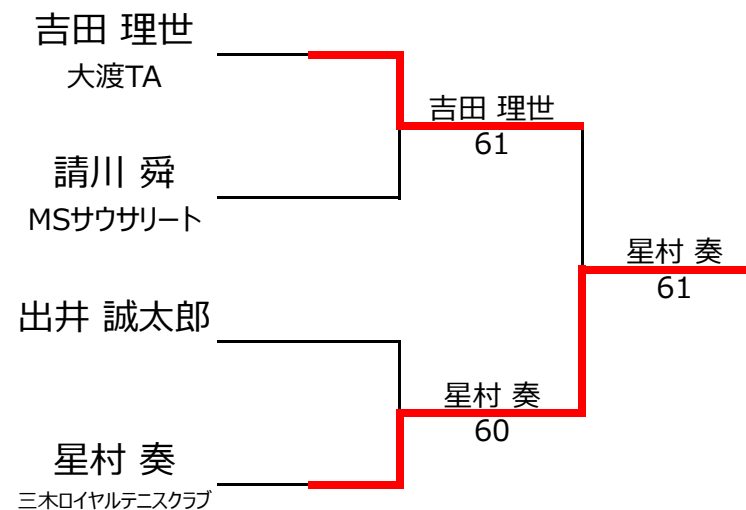 吉田 理世
大渡TA
請川 舜
MSサウサリート
出井 誠太郎
星村 奏
三木ロイヤルテニスクラブ
吉田 理世
61
星村 奏
60
星村 奏
61